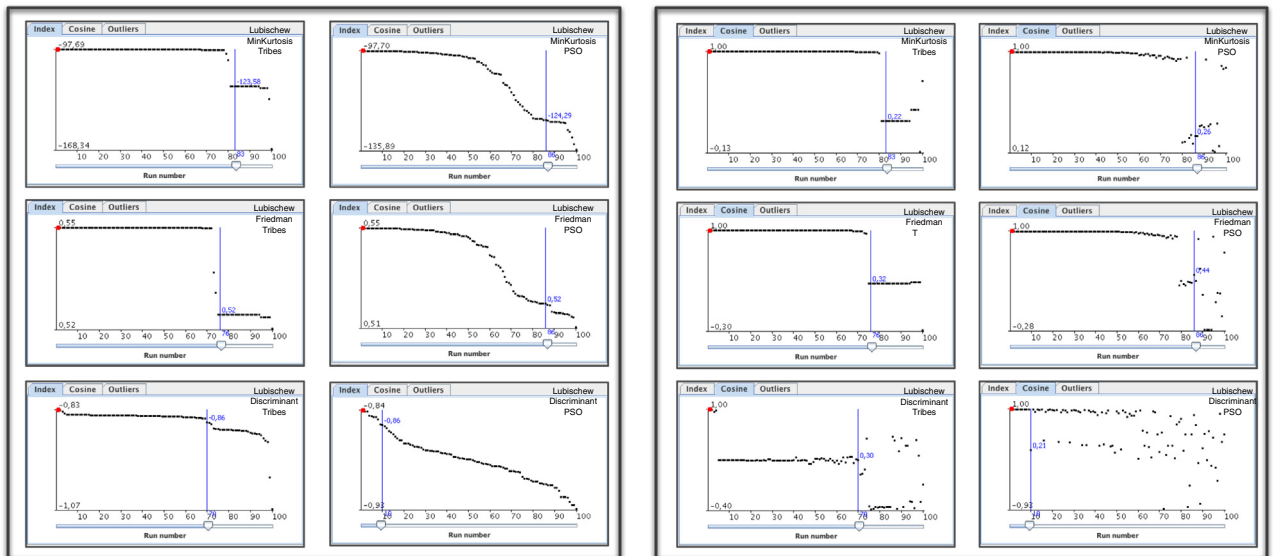 Index Cosine Outliers Lubischew
MinKurtosis
Tribes
-97,69
-123,58
-168,34
10 20 30 40 50 60 70 80 90 100
83
Run number
Index Cosine Outliers Lubischew
MinKurtosis
PSO
-97,70
-124,29
-135,89
10 20 30 40 50 60 70 80 90 100
86
Run number
Index Cosine Outliers Lubischew
Friedman
Tribes
0,55
0,52
0,52
10 20 30 40 50 60 70 80 90 100
76
Run number
Index Cosine Outliers Lubischew
Friedman
PSO
0,55
0,52
0,51
10 20 30 40 50 60 70 80 90 100
86
Run number
Index Cosine Outliers Lubischew
Discriminant
Tribes
-0,83
-0,86
-1,07
10 20 30 40 50 60 70 80 90 100
70
Run number
Index Cosine Outliers Lubischew
Discriminant
PSO
-0,84
-0,86
-0,93
10 20 30 40 50 60 70 80 90 100
Run number
Index Cosine Outliers Lubischew
MinKurtosis
Tribes
1,00
0,22
-0,13
10 20 30 40 50 60 70 80 90 100
83
Run number
Index Cosine Outliers Lubischew
MinKurtosis
PSO
1,00
0,26
0,12
10 20 30 40 50 60 70 80 90 100
86
Run number
Index Cosine Outliers Lubischew
Friedman
T
1,00
0,32
-0,30
10 20 30 40 50 60 70 80 90 100
76
Run number
Index Cosine Outliers Lubischew
Friedman
PSO
1,00
0,44
-0,28
10 20 30 40 50 60 70 80 90 100
86
Run number
Index Cosine Outliers Lubischew
Discriminant
Tribes
1,00
0,30
-0,40
10 20 30 40 50 60 70 80 90 100
70
Run number
Index Cosine Outliers Lubischew
Discriminant
PSO
1,00
0,21
-0,93
10 20 30 40 50 60 70 80 90 100
Run number